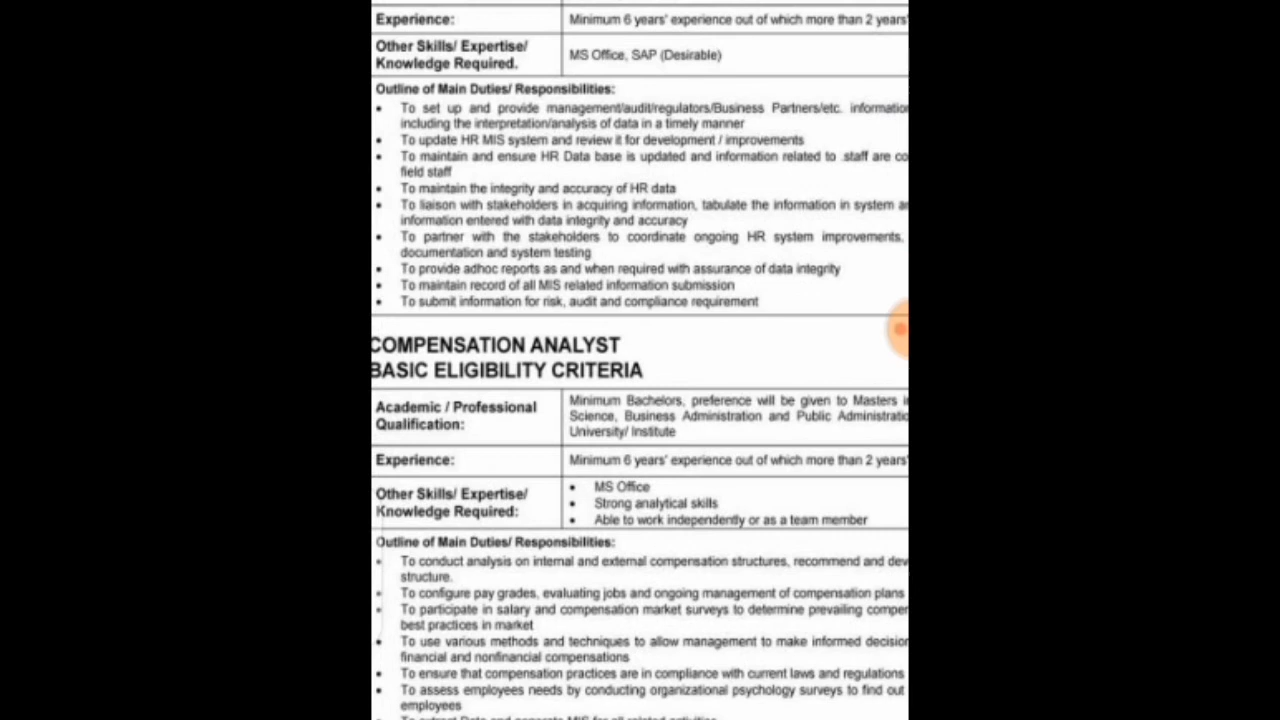 Experience:
Minimum 6 years' experience out of which more than 2 years'
Other Skills/ Expertise/
Knowledge Required.
MS Office, SAP (Desirable)
Outline of Main Duties/ Responsibilities:
• To set up and provide management/audit/regulators/Business Partners/etc. information
including the interpretation/analysis of data in a timely manner
• To update HR MIS system and review it for development / improvements
• To maintain and ensure HR Data base is updated and information related to .staff are co
field staff
• To maintain the integrity and accuracy of HR data
• To liaison with stakeholders in acquiring information, tabulate the information in system a
information entered with data integrity and accuracy
• To partner with the stakeholders to coordinate ongoing HR system improvements,
documentation and system testing
• To provide adhoc reports as and when required with assurance of data integrity
• To maintain record of all MIS related information submission
• To submit information for risk, audit and compliance requirement
COMPENSATION ANALYST
BASIC ELIGIBILITY CRITERIA
Academic / Professional
Qualification:
Minimum Bachelors, preference will be given to Masters i
Science, Business Administration and Public Administratio
University/ Institute
Experience:
Minimum 6 years' experience out of which more than 2 years'
Other Skills/ Expertise/
Knowledge Required:
• MS Office
• Strong analytical skills
• Able to work independently or as a team member
Outline of Main Duties/ Responsibilities:
• To conduct analysis on internal and external compensation structures, recommend and dev
structure.
• To configure pay grades, evaluating jobs and ongoing management of compensation plans
• To participate in salary and compensation market surveys to determine prevailing compe
best practices in market
• To use various methods and techniques to allow management to make informed decision
financial and nonfinancial compensations
• To ensure that compensation practices are in compliance with current laws and regulations
• To assess employees needs by conducting organizational psychology surveys to find out
employees
To extract Data and generate MIS for all related activities